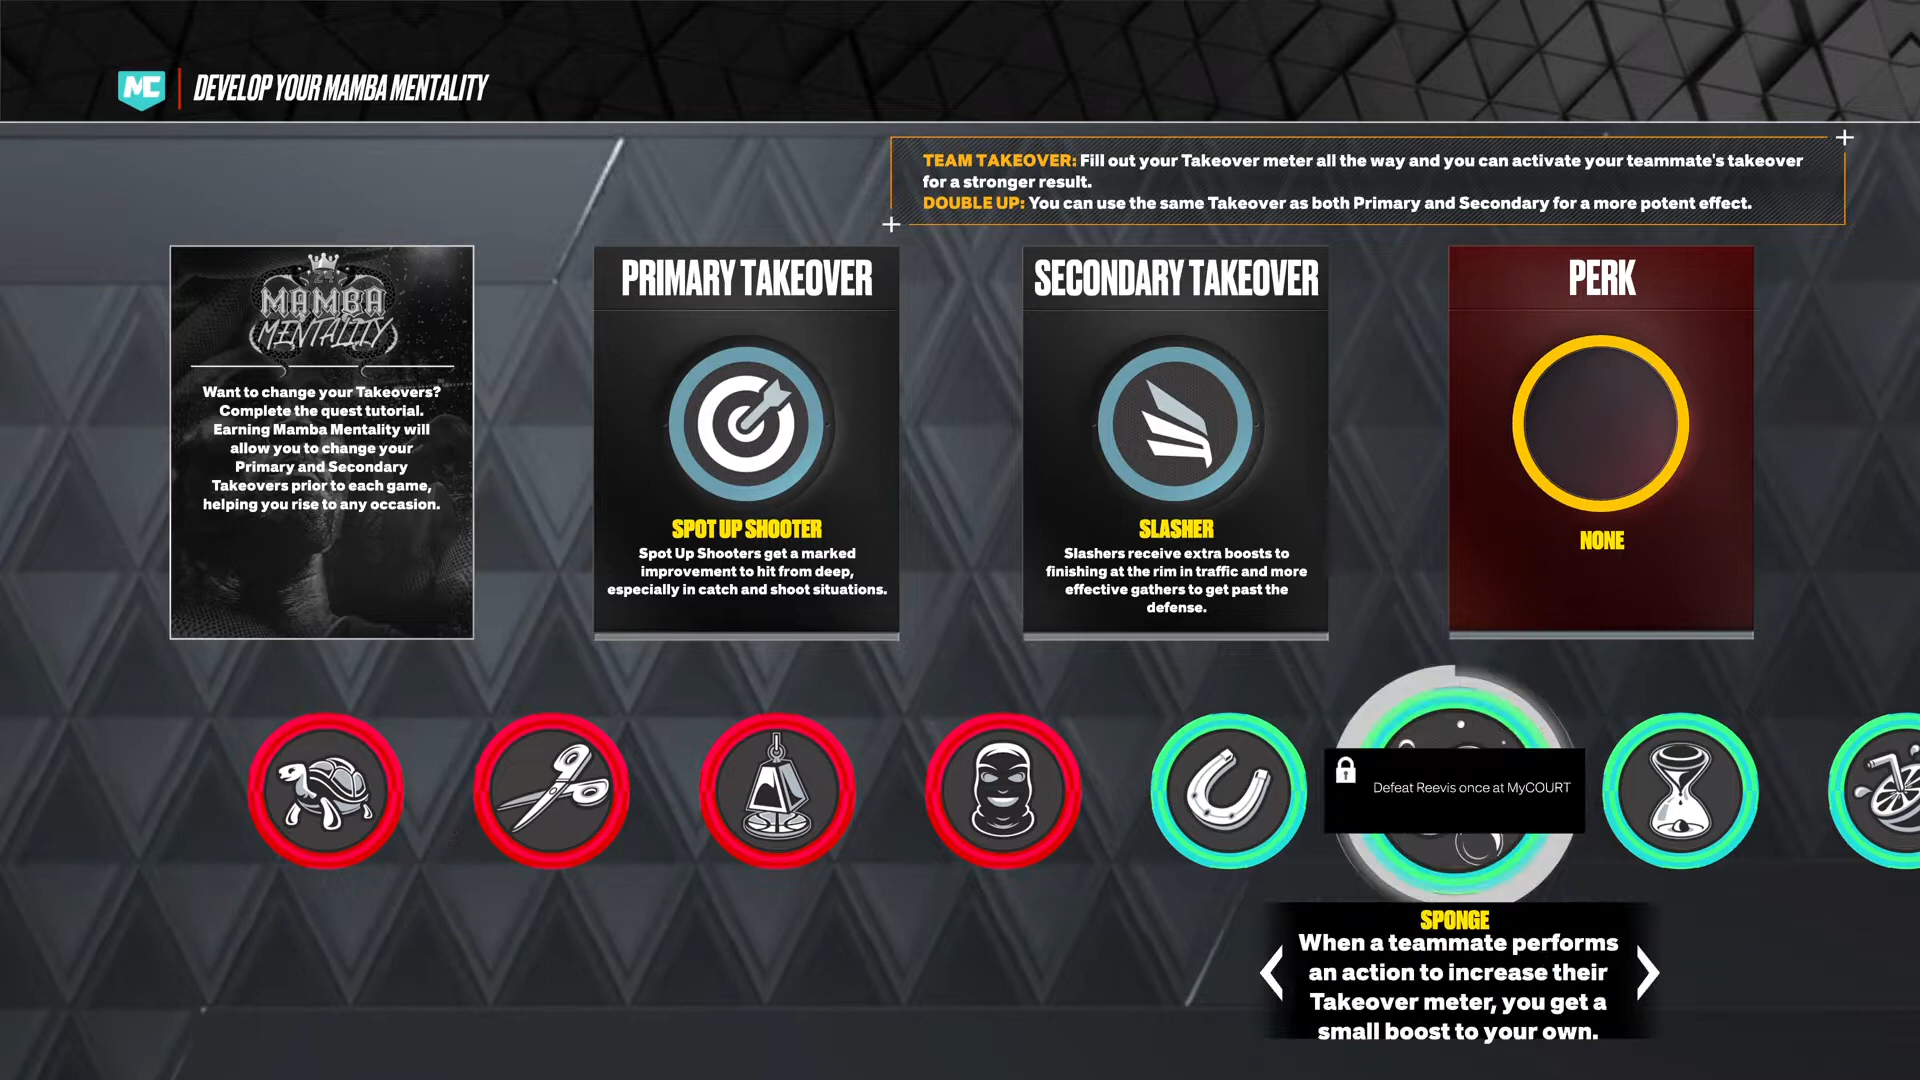 MC
DEVELOP YOUR MAMBA MENTALITY
TEAM TAKEOVER: Fill out your Takeover meter all the way and you can activate your teammate's takeover
for a stronger result.
DOUBLE UP: You can use the same Takeover as both Primary and Secondary for a more potent effect.
24
MAMBA
MENTALITY
Want to change your Takeovers?
Complete the quest tutorial.
Earning Mamba Mentality will
allow you to change your
Primary and Secondary
Takeovers prior to each game,
helping you rise to any occasion.
PRIMARY TAKEOVER
SPOT UP SHOOTER
Spot Up Shooters get a marked
improvement to hit from deep,
especially in catch and shoot situations.
SECONDARY TAKEOVER
SLASHER
Slashers receive extra boosts to
finishing at the rim in traffic and more
effective gathers to get past the
defense.
PERK
NONE
Defeat Reevis once at MyCOURT
SPONGE
When a teammate performs
an action to increase their
Takeover meter, you get a
small boost to your own.